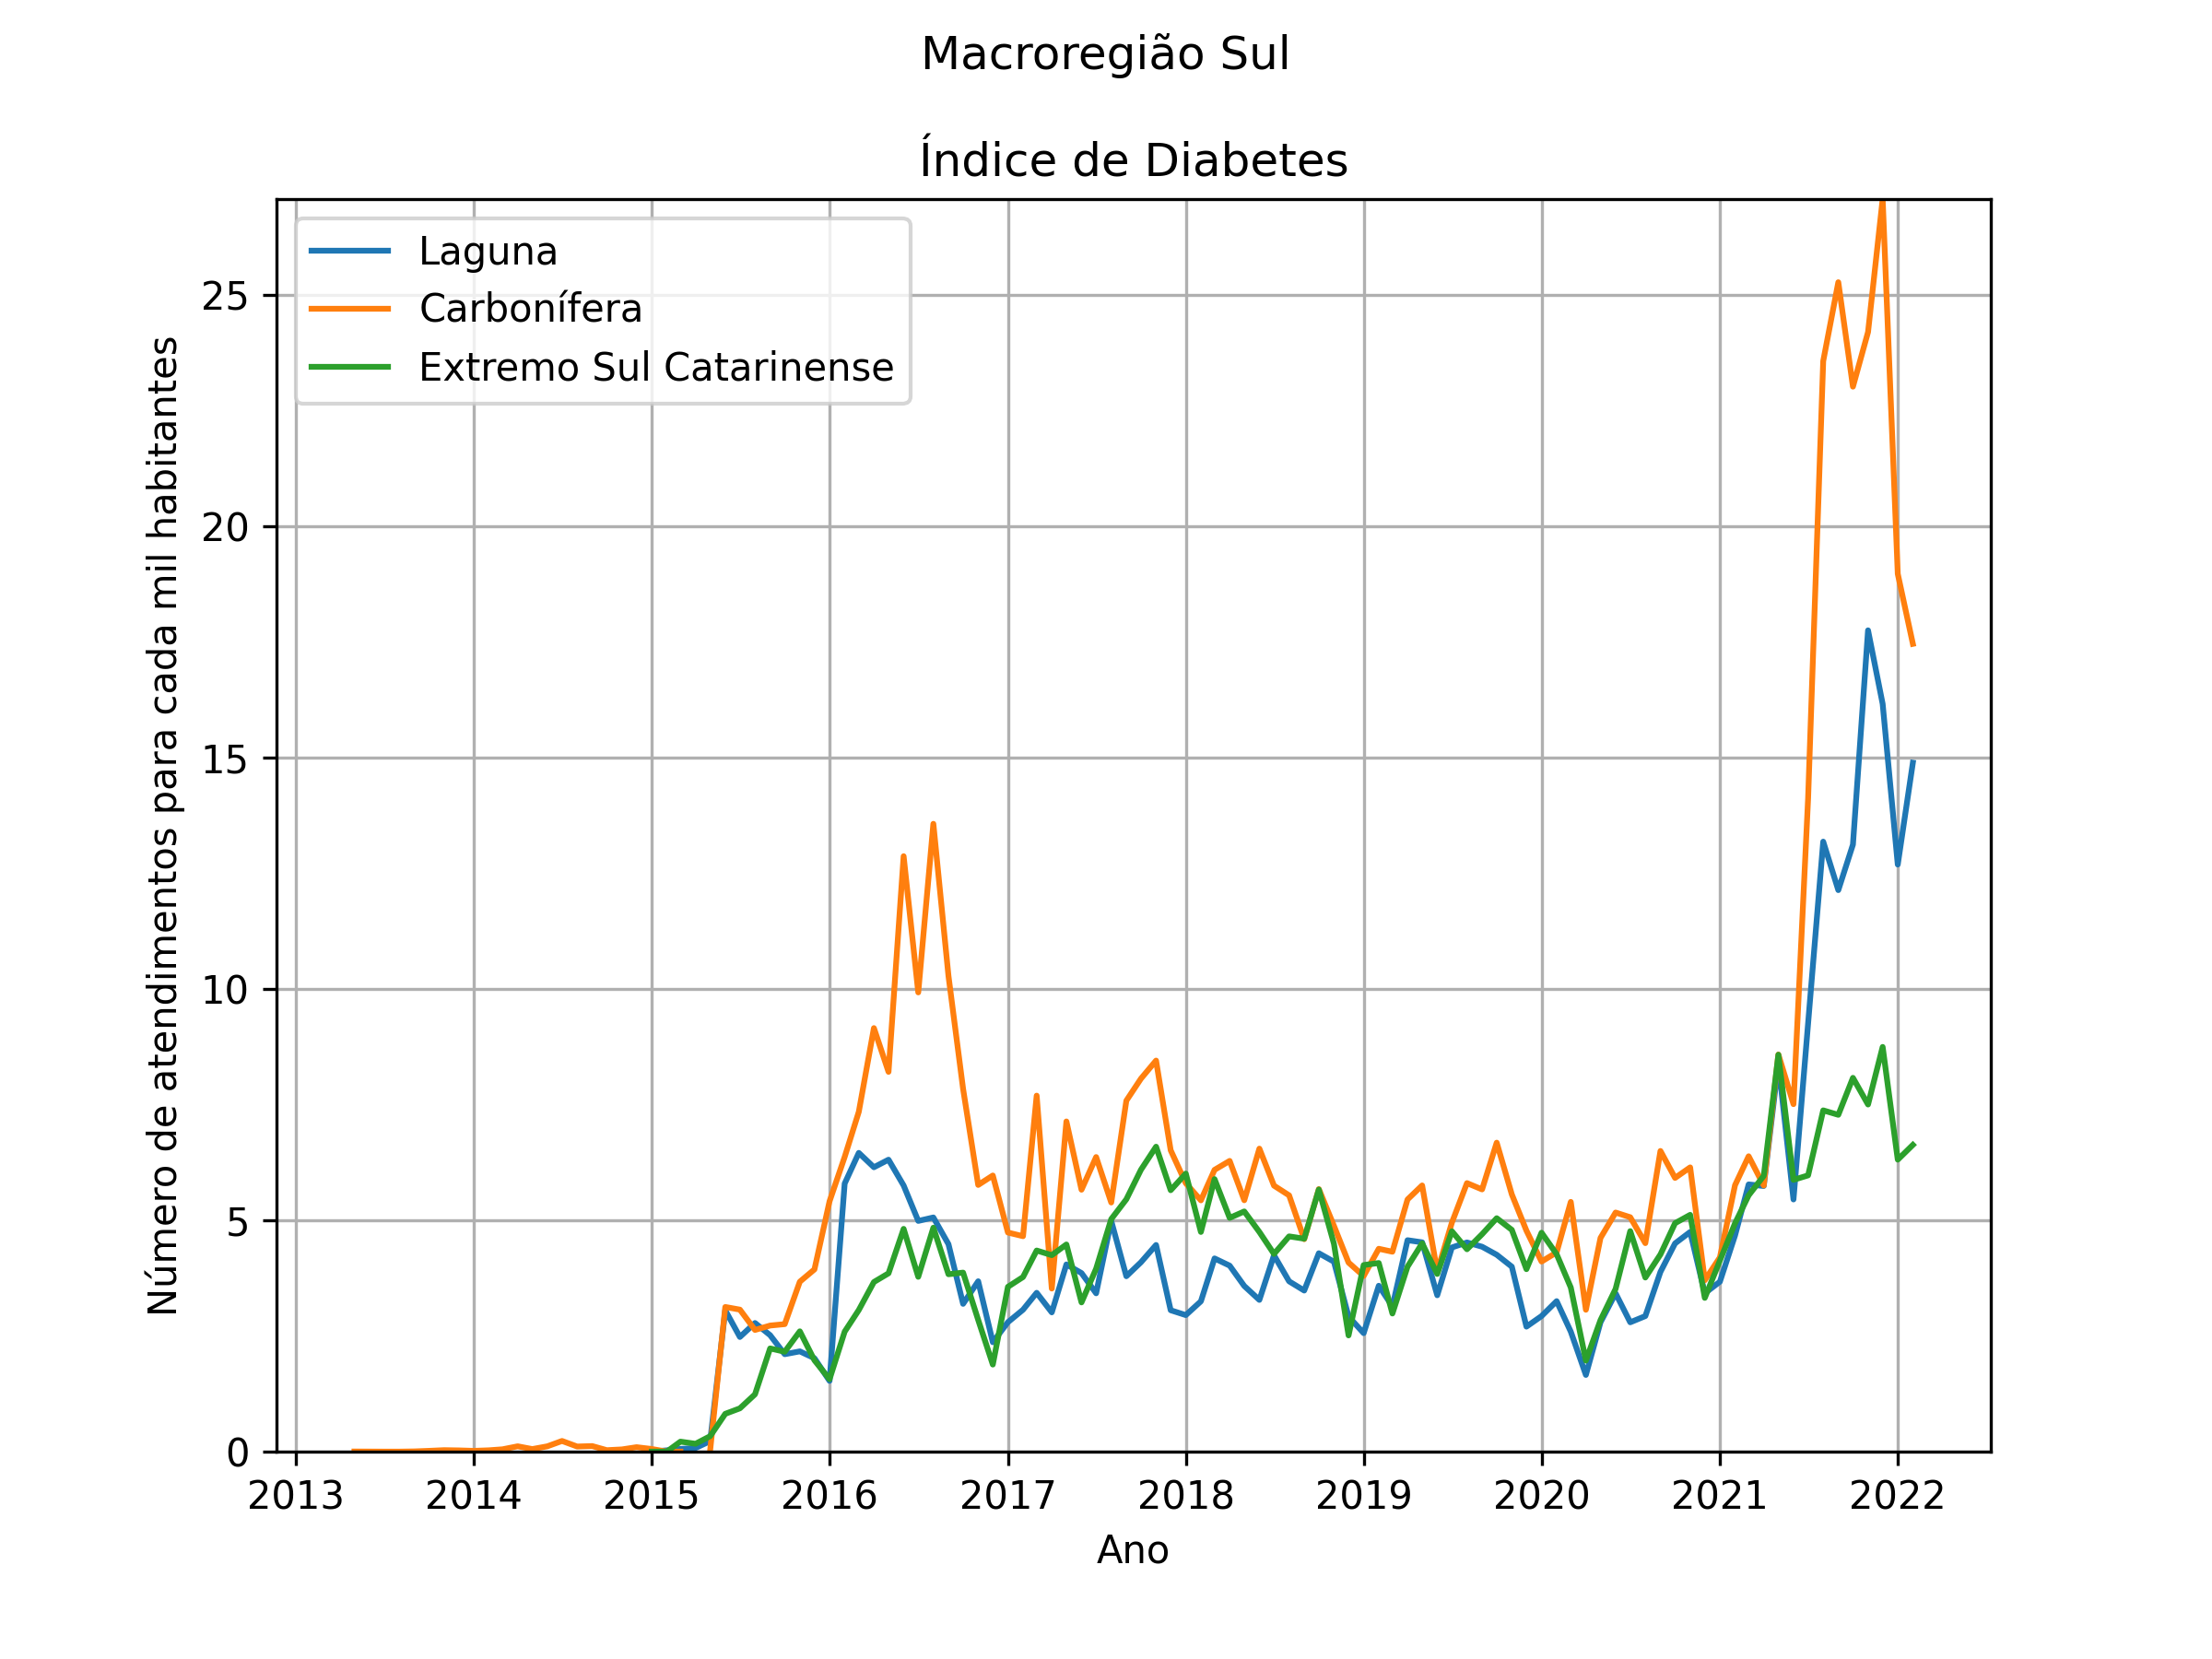 Macroregião Sul
Índice de Diabetes
Laguna
Carbonífera
Extremo Sul Catarinense
Número de atendimentos para cada mil habitantes
25
20
15
10
5
0
2013 2014 2015 2016 2017 2018 2019 2020 2021 2022
Ano